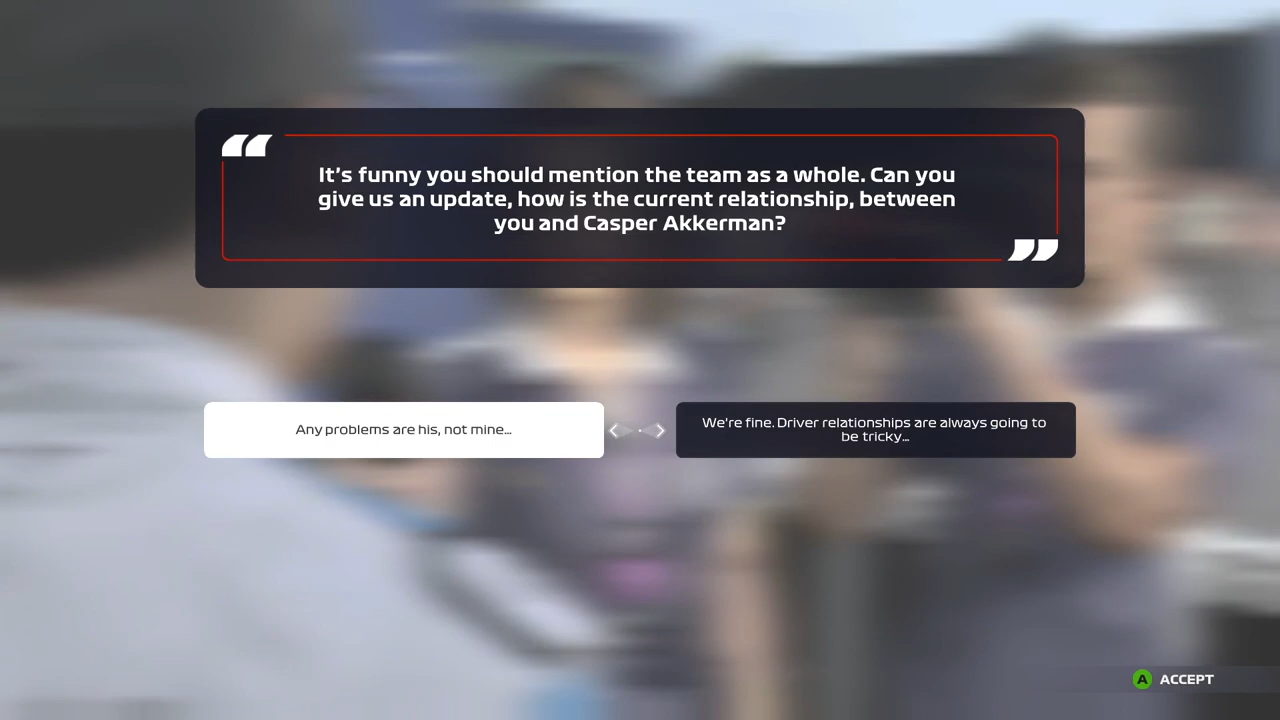 It's funny you should mention the team as a whole. Can you
give us an update, how is the current relationship, between
you and Casper Akkerman?
Any problems are his, not mine...
We're fine. Driver relationships are always going to
be tricky...
A ACCEPT